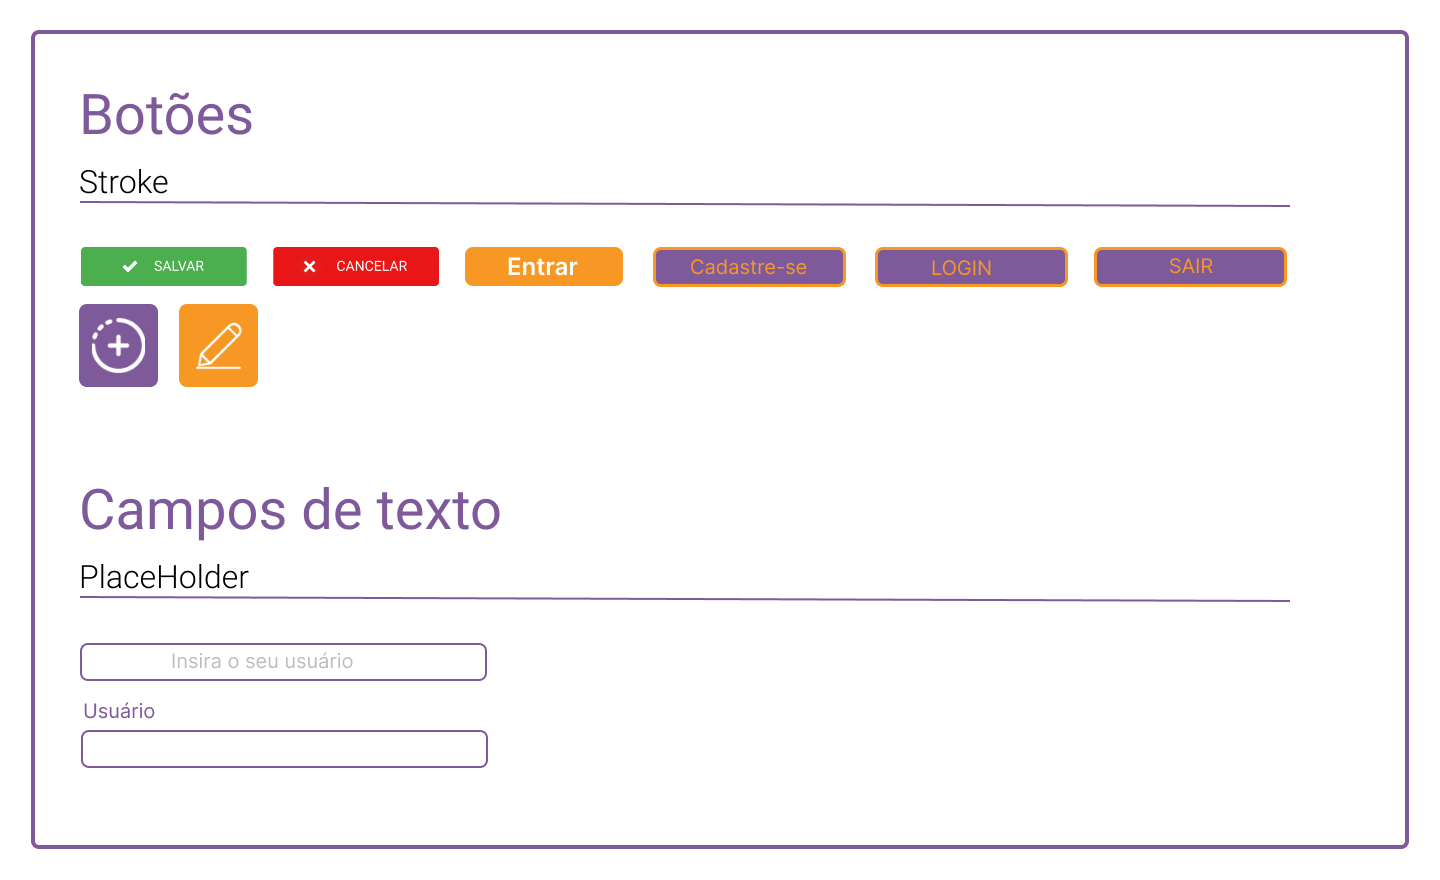 Botões
Stroke
SALVAR CANCELAR Entrar Cadastre-se LOGIN SAIR
Campos de texto
PlaceHolder
Insira o seu usuário
Usuário